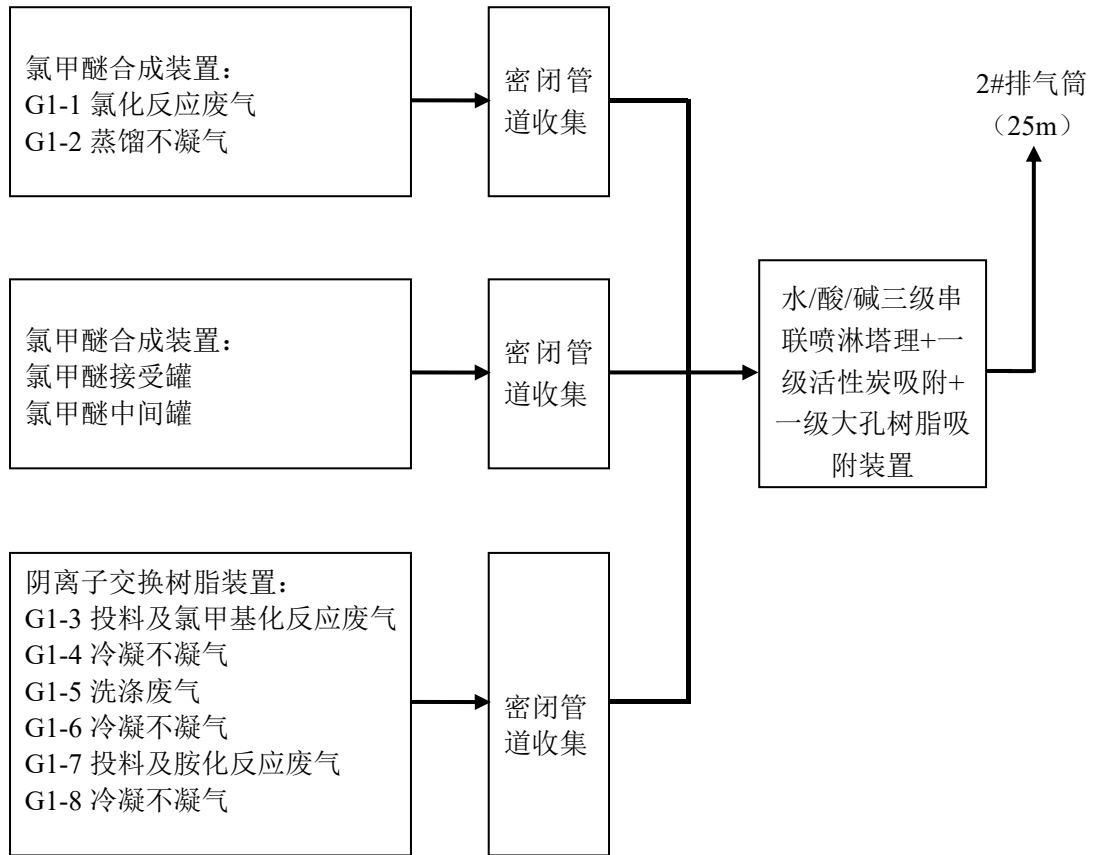 氯甲醚合成装置：
G1-1 氯化反应废气
G1-2 蒸馏不凝气
密闭管
道收集
2#排气筒
（25m）
氯甲醚合成装置：
氯甲醚接受罐
氯甲醚中间罐
密闭管
道收集
水/酸/碱三级串
联喷淋塔理+一
级活性炭吸附+
一级大孔树脂吸
附装置
阴离子交换树脂装置：
G1-3 投料及氯甲基化反应废气
G1-4 冷凝不凝气
G1-5 洗涤废气
G1-6 冷凝不凝气
G1-7 投料及胺化反应废气
G1-8 冷凝不凝气
密闭管
道收集